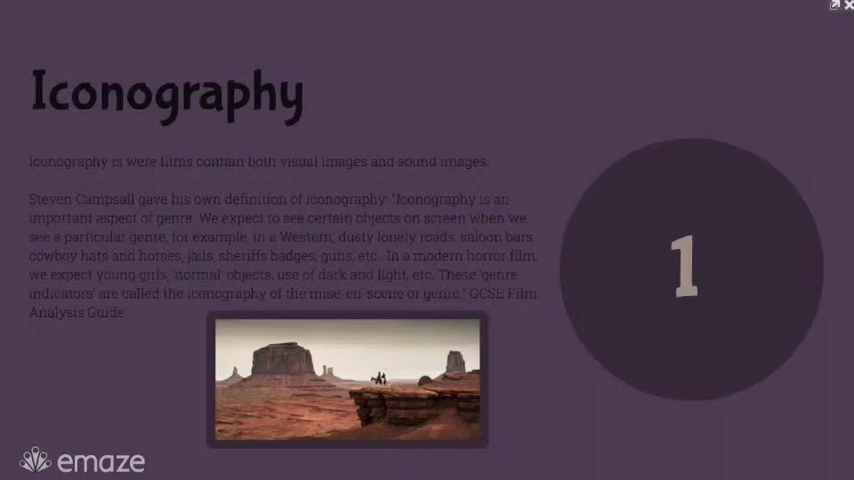 Iconography
Iconography is were films contain both visual images and sound images.
Steven Campsall gave his own definition of iconography: "Iconography is an
important aspect of genre. We expect to see certain objects on screen when we
see a particular genre, for example, in a Western, dusty lonely roads, saloon bars,
cowboy hats and horses, jails, sheriffs badges, guns, etc.. In a modern horror film,
we expect young girls, 'normal' objects, use of dark and light, etc. These 'genre
indicators' are called the iconography of the mise-en-scene or genre." GCSE Film
Analysis Guide
1
emaze